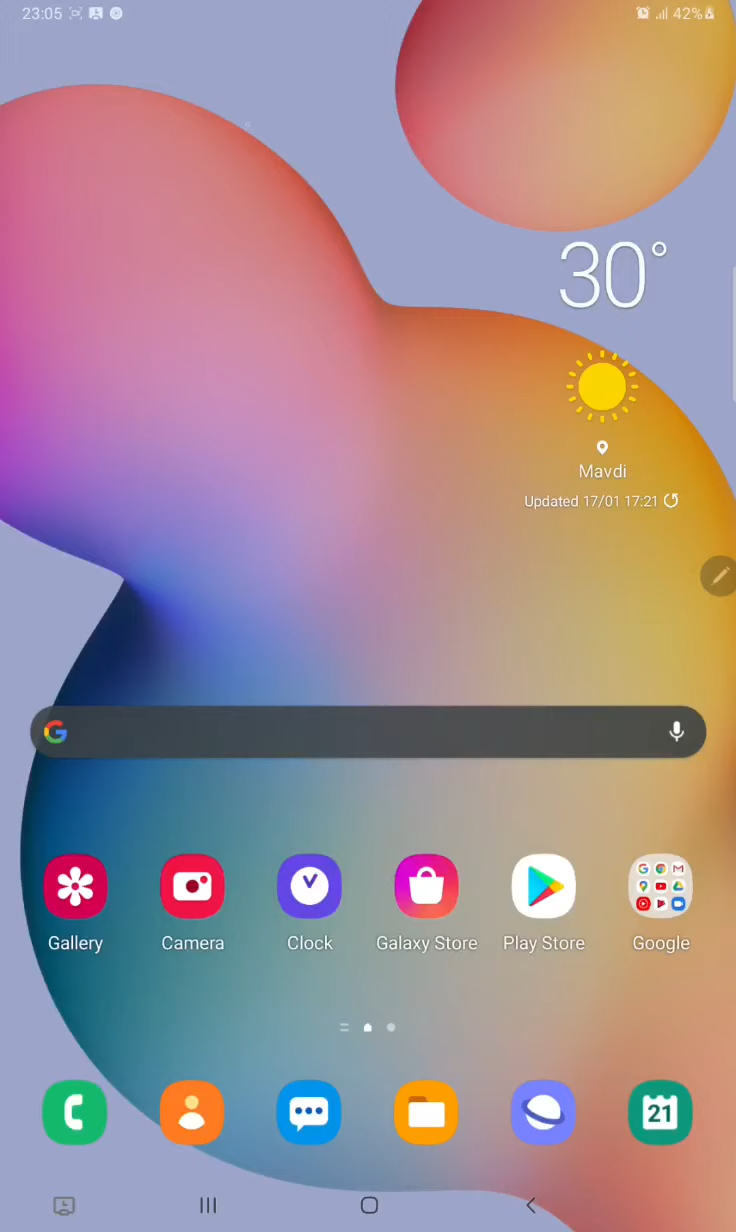 23:05
42%
30°
Mavdi
Updated 17/01 17:21
Gallery
Camera
Clock
Galaxy Store
Play Store
Google
21